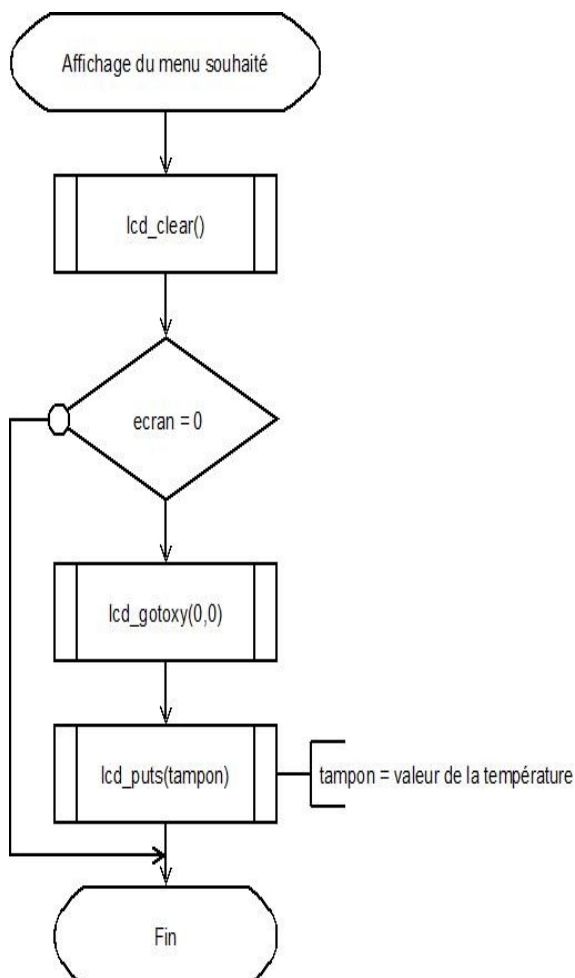 Affichage du menu souhaité
lcd_clear()
ecran = 0
lcd_gotoxy(0,0)
lcd_puts(tampon)
tampon = valeur de la température
Fin